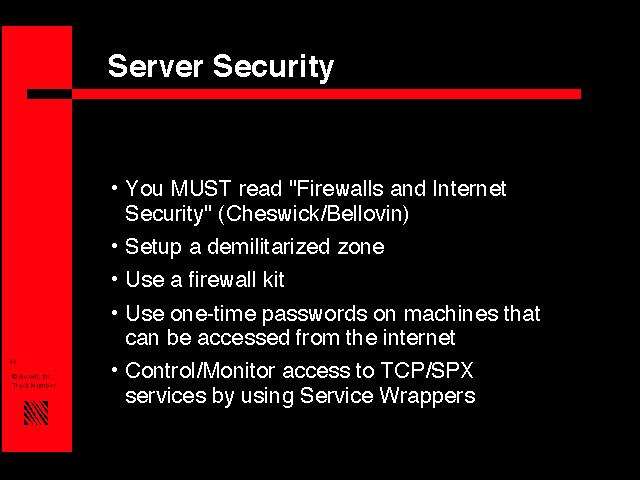 Server Security
• You MUST read "Firewalls and Internet
Security" (Cheswick/Bellovin)
• Setup a demilitarized zone
• Use a firewall kit
• Use one-time passwords on machines that
can be accessed from the internet
• Control/Monitor access to TCP/SPX
services by using Service Wrappers
© Novell, Inc.
Track Number